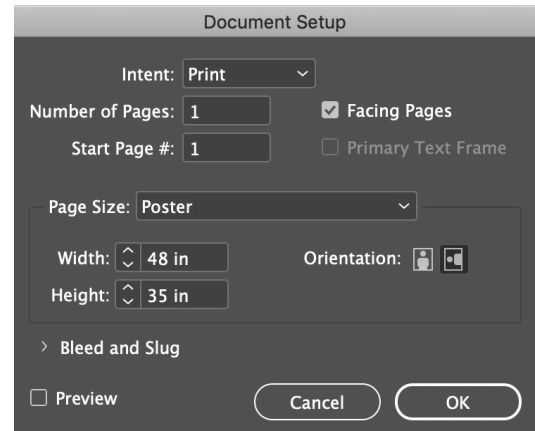 Document Setup
Intent: Print
Number of Pages: 1 Facing Pages
Start Page #: 1 Primary Text Frame
Page Size: Poster
Width: 48 in Orientation:
Height: 35 in
Bleed and Slug
Preview Cancel OK